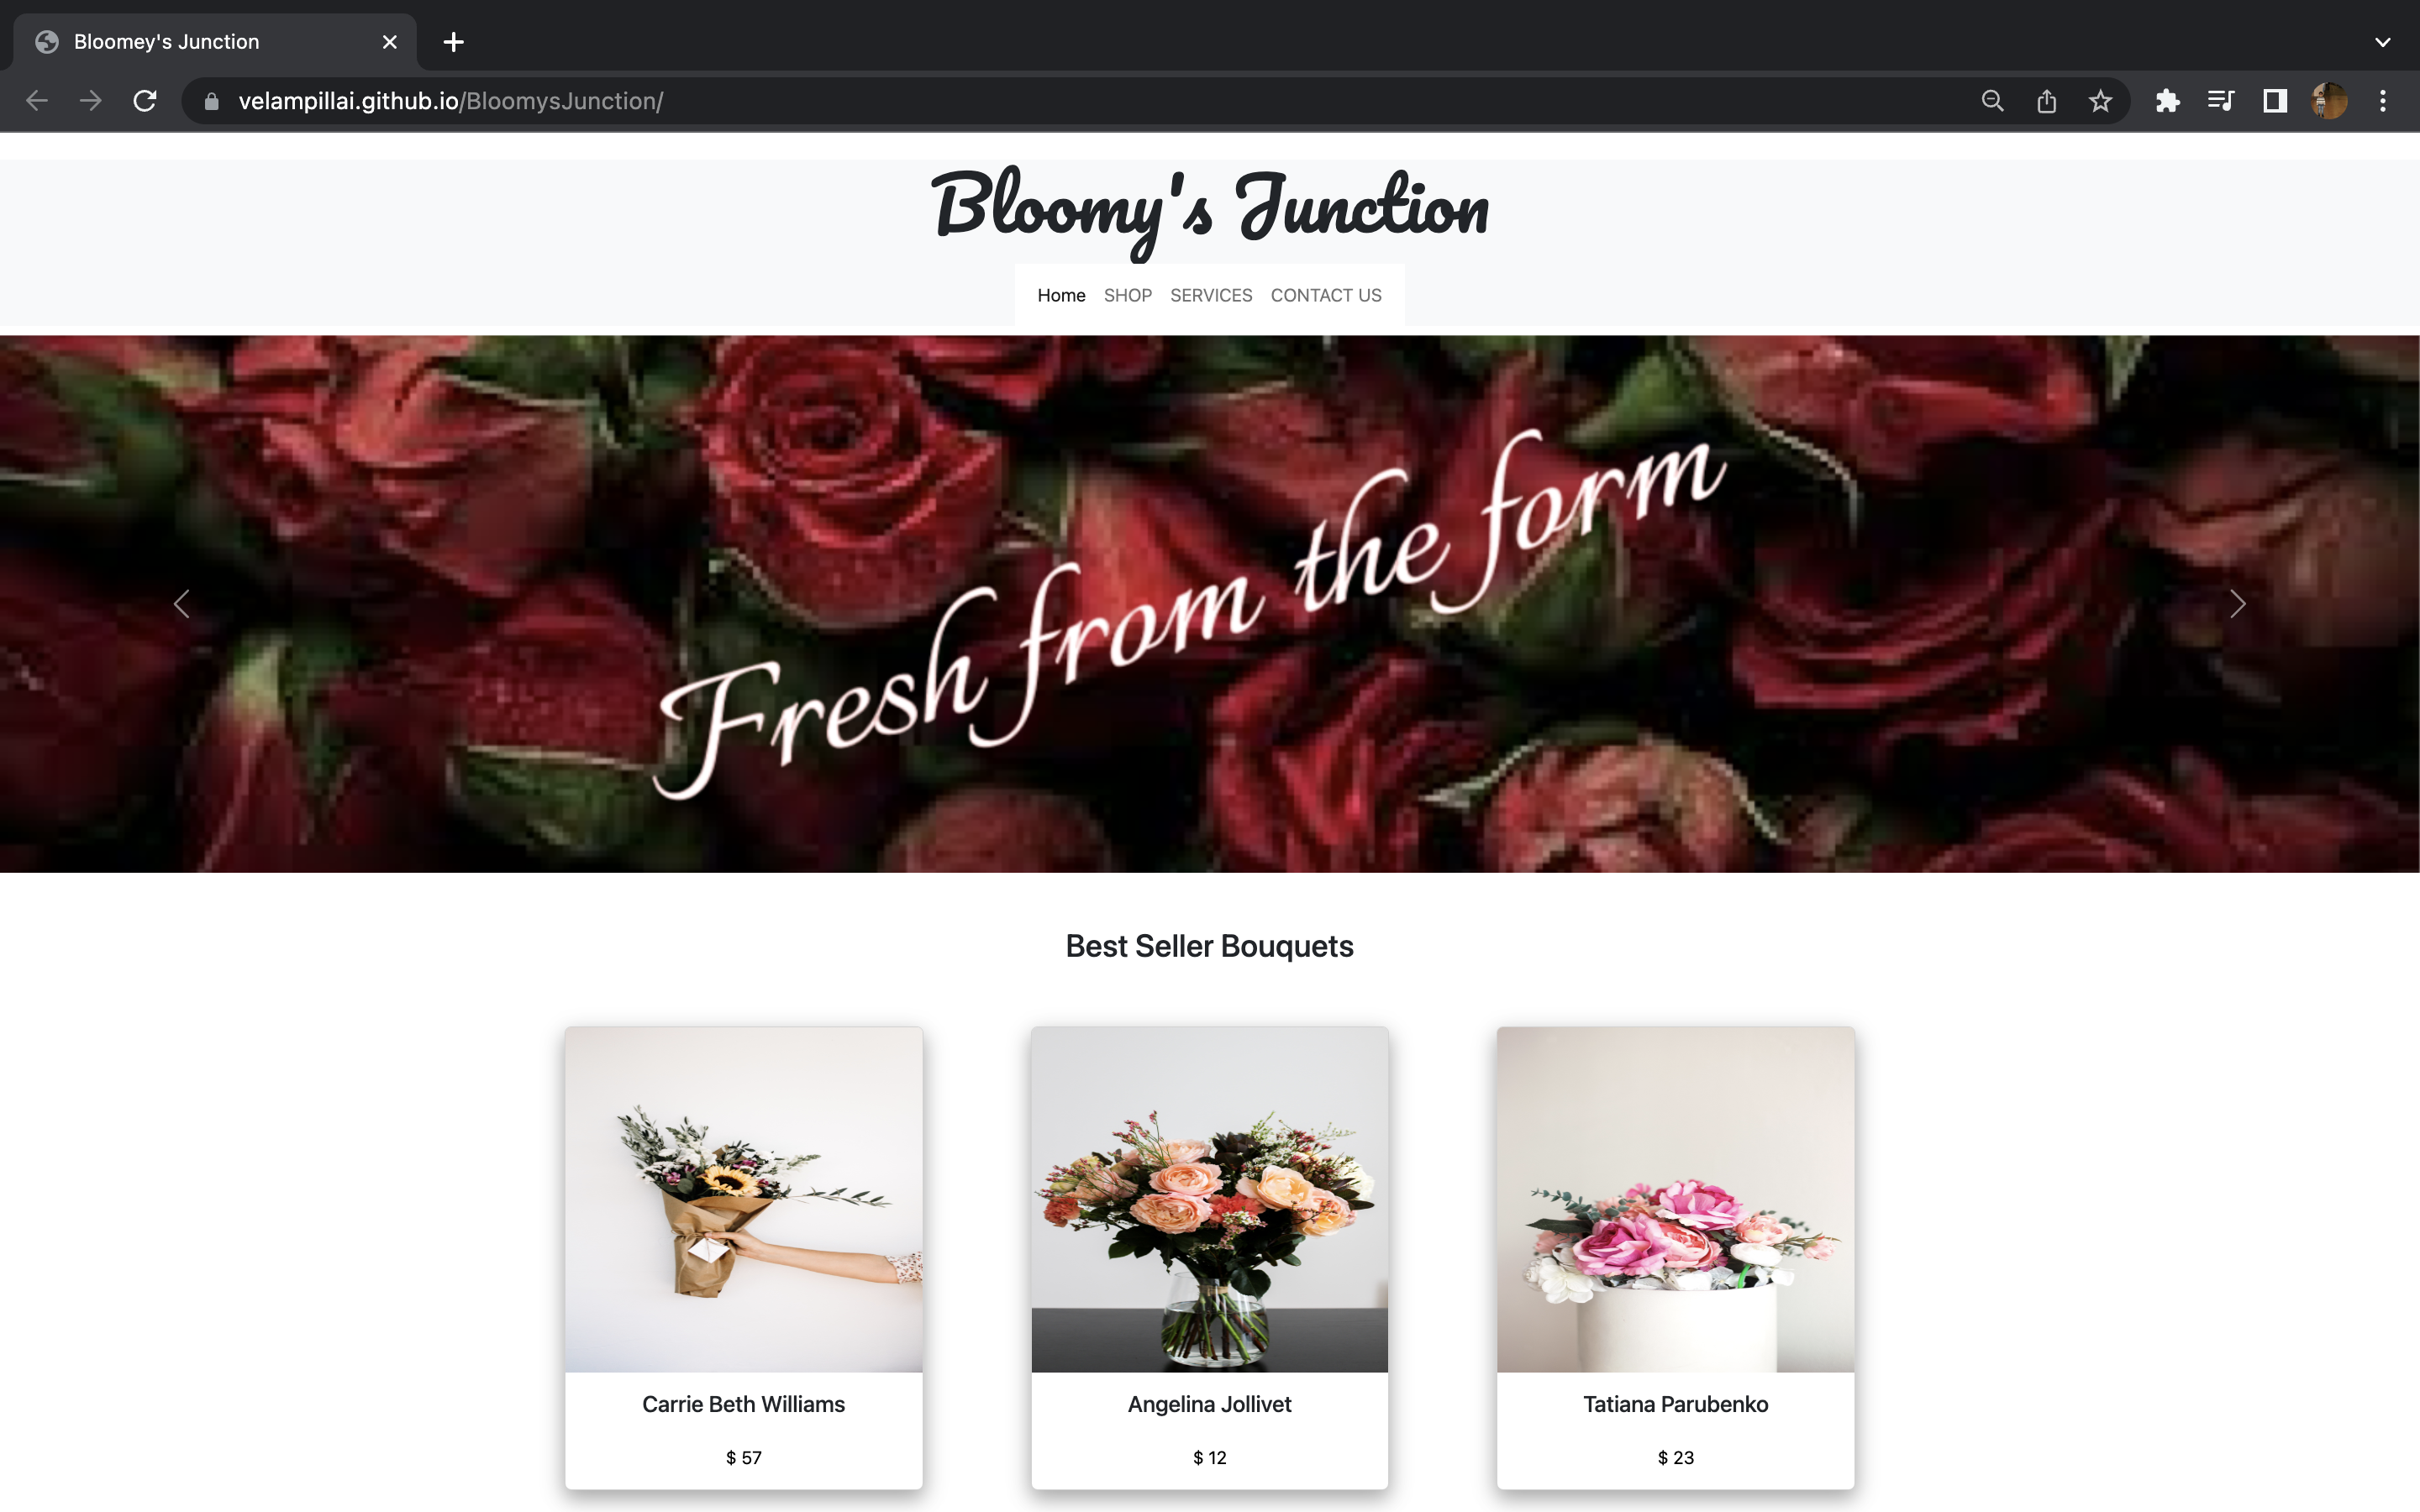 Bloomey's Junction
velampillai.github.io/BloomysJunction/
Bloomy's Junction
Home SHOP SERVICES CONTACT US
Fresh from the form
Best Seller Bouquets
Carrie Beth Williams
$ 57
Angelina Jollivet
$ 12
Tatiana Parubenko
$ 23